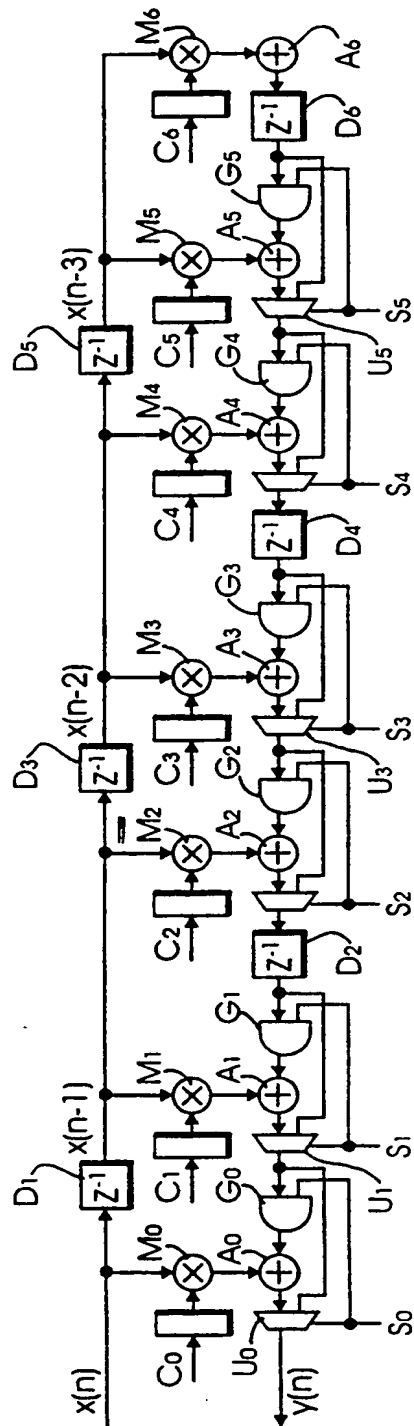 D1 D3 D5
x(n) x(n-1) x(n-2) x(n-3)
Z-1 Z-1 Z-1
M0 M1 M2 M3 M4 M5 M6
C0 C1 C2 C3 C4 C5 C6
A0 G0 A1 G1 A2 G2 A3 G3 A4 G4 A5 G5 A6
U0 Z-1 Z-1 Z-1
y(n) D2 D4 D6
U1 U3 U5
S0 S1 S2 S3 S4 S5